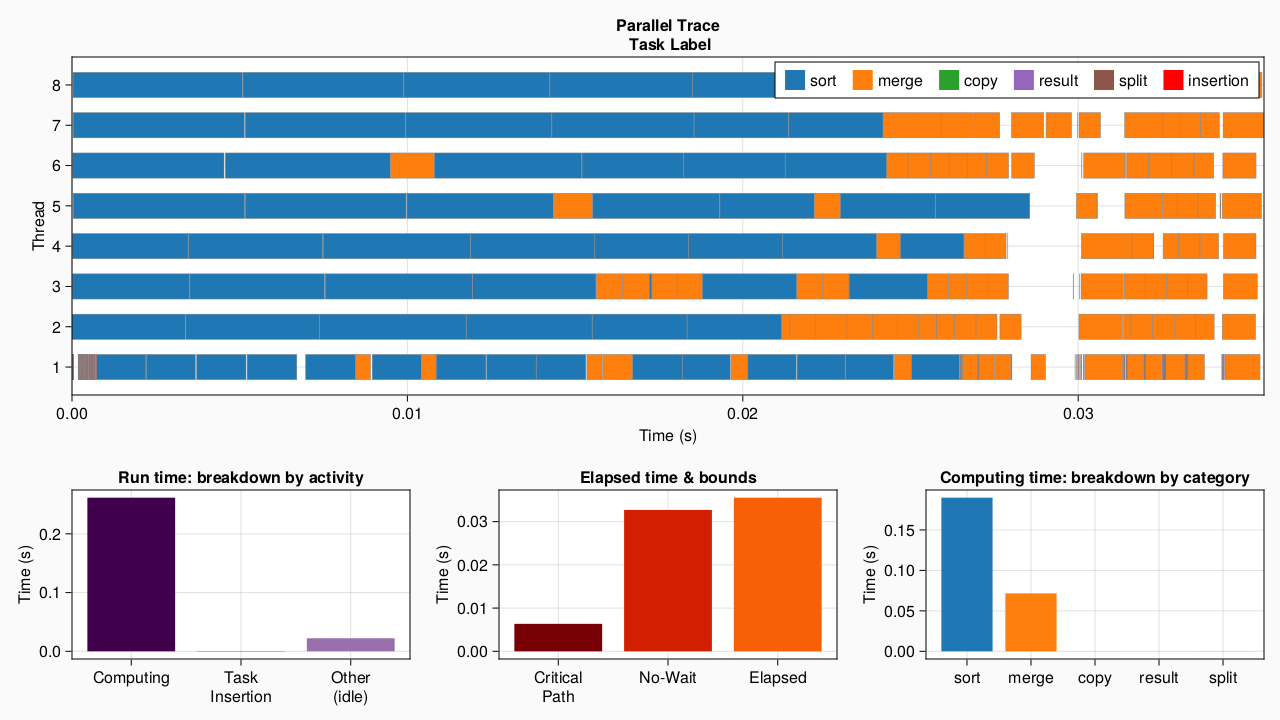 Parallel Trace
Task Label
sort merge copy result split insertion
Thread
8
7
6
5
4
3
2
1
0.00 0.01 0.02 0.03
Time (s)
Run time: breakdown by activity
Time (s)
0.2
0.1
0.0
Computing Task Insertion Other (idle)
Elapsed time & bounds
Time (s)
0.03
0.02
0.01
0.00
Critical Path No-Wait Elapsed
Computing time: breakdown by category
Time (s)
0.15
0.10
0.05
0.00
sort merge copy result split